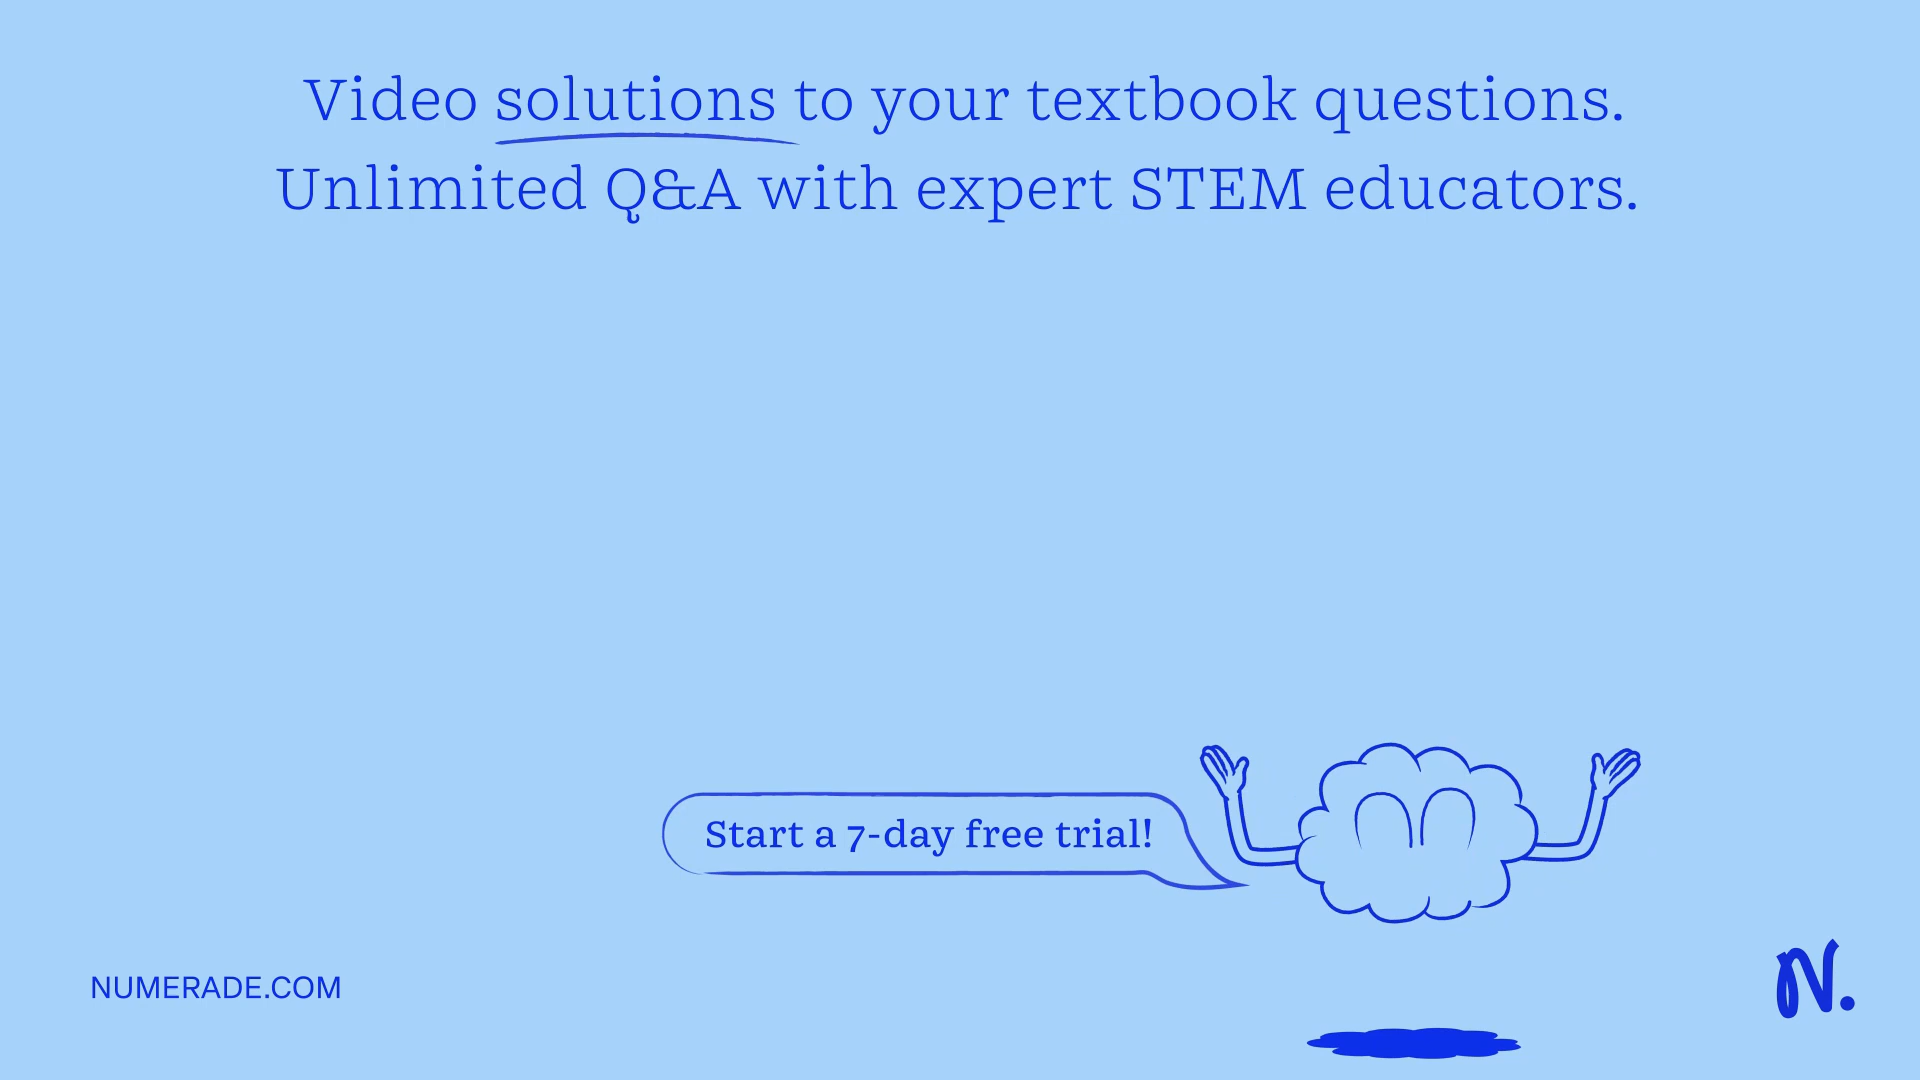 Video solutions to your textbook questions.
Unlimited Q&A with expert STEM educators.
Start a 7-day free trial!
NUMERADE.COM
N.